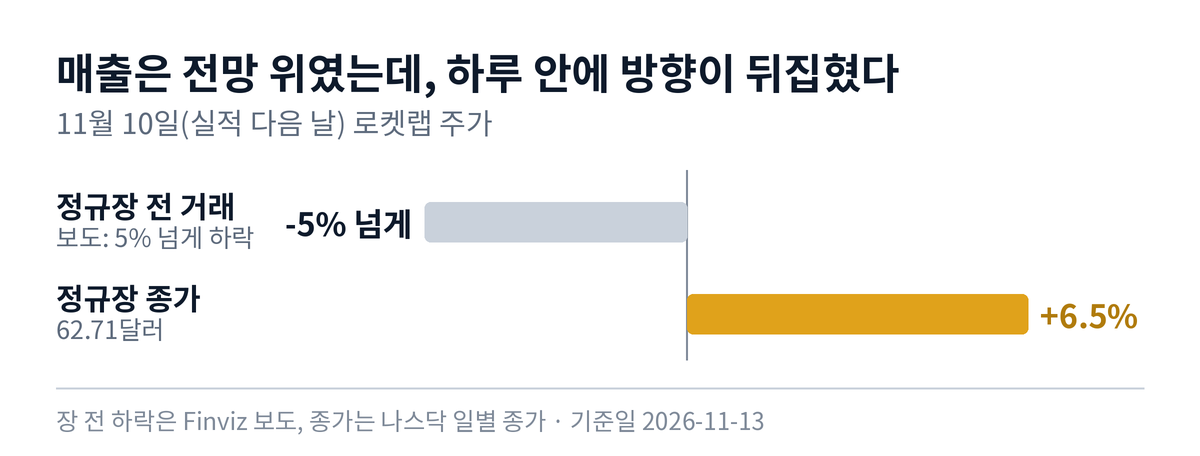 매출은 전망 위였는데, 하루 안에 방향이 뒤집혔다
11월 10일(실적 다음 날) 로켓랩 주가
정규장 전 거래
보도: 5% 넘게 하락
-5% 넘게
정규장 종가
62.71달러
+6.5%
장 전 하락은 Finviz 보도, 종가는 나스닥 일별 종가 · 기준일 2026-11-13